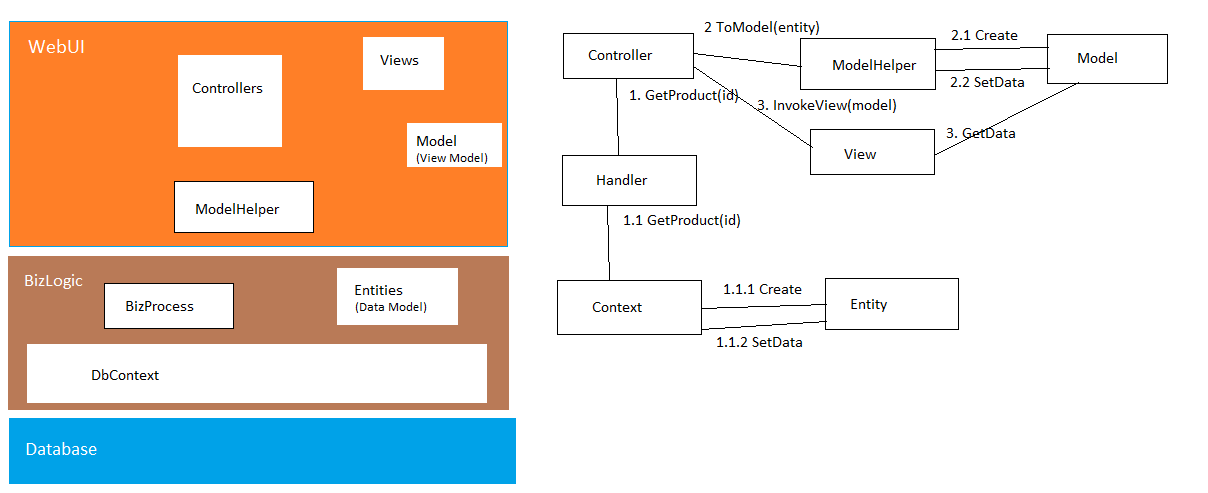 WebUI
Controllers
Views
Model
(View Model)
ModelHelper
BizLogic
BizProcess
Entities
(Data Model)
DbContext
Database
Controller
2 ToModel(entity)
ModelHelper
2.1 Create
2.2 SetData
Model
1. GetProduct(id)
3. InvokeView(model)
3. GetData
View
Handler
1.1 GetProduct(id)
Context
1.1.1 Create
1.1.2 SetData
Entity